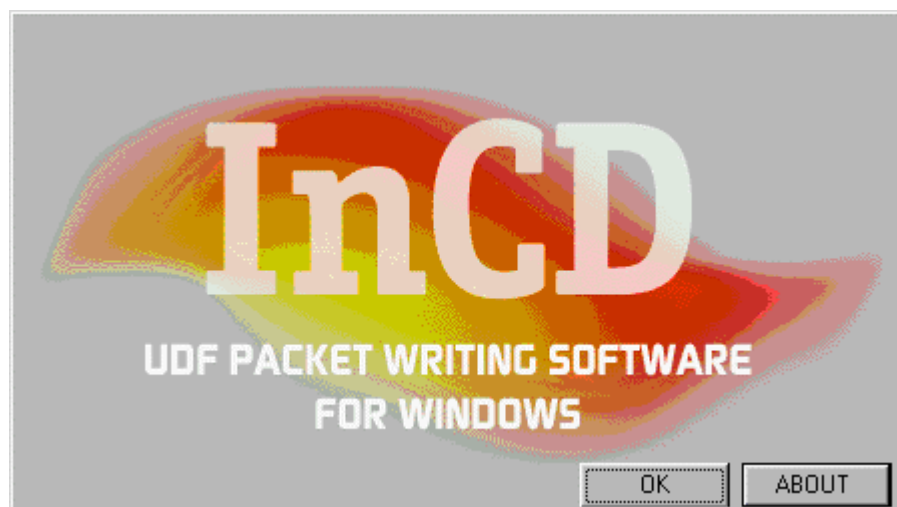 InCD
UDF PACKET WRITING SOFTWARE
FOR WINDOWS
OK ABOUT